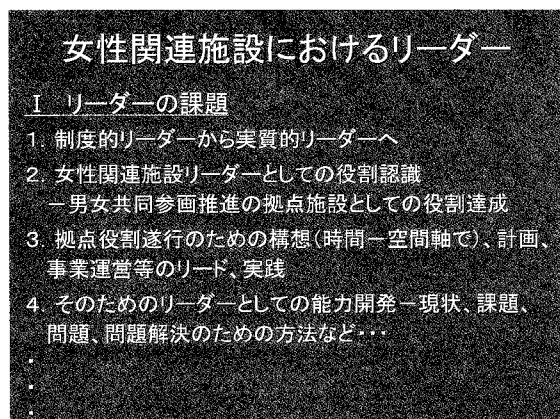 女性関連施設におけるリーダー
Ⅰ リーダーの課題
1. 制度的リーダーから実質的リーダーへ
2. 女性関連施設リーダーとしての役割認識
－男女共同参画推進の拠点施設としての役割達成
3. 拠点役割遂行のための構想(時間－空間軸で)、計画、
事業運営等のリード、実践
4. そのためのリーダーとしての能力開発－現状、課題、
問題、問題解決のための方法など・・・
・
・
・